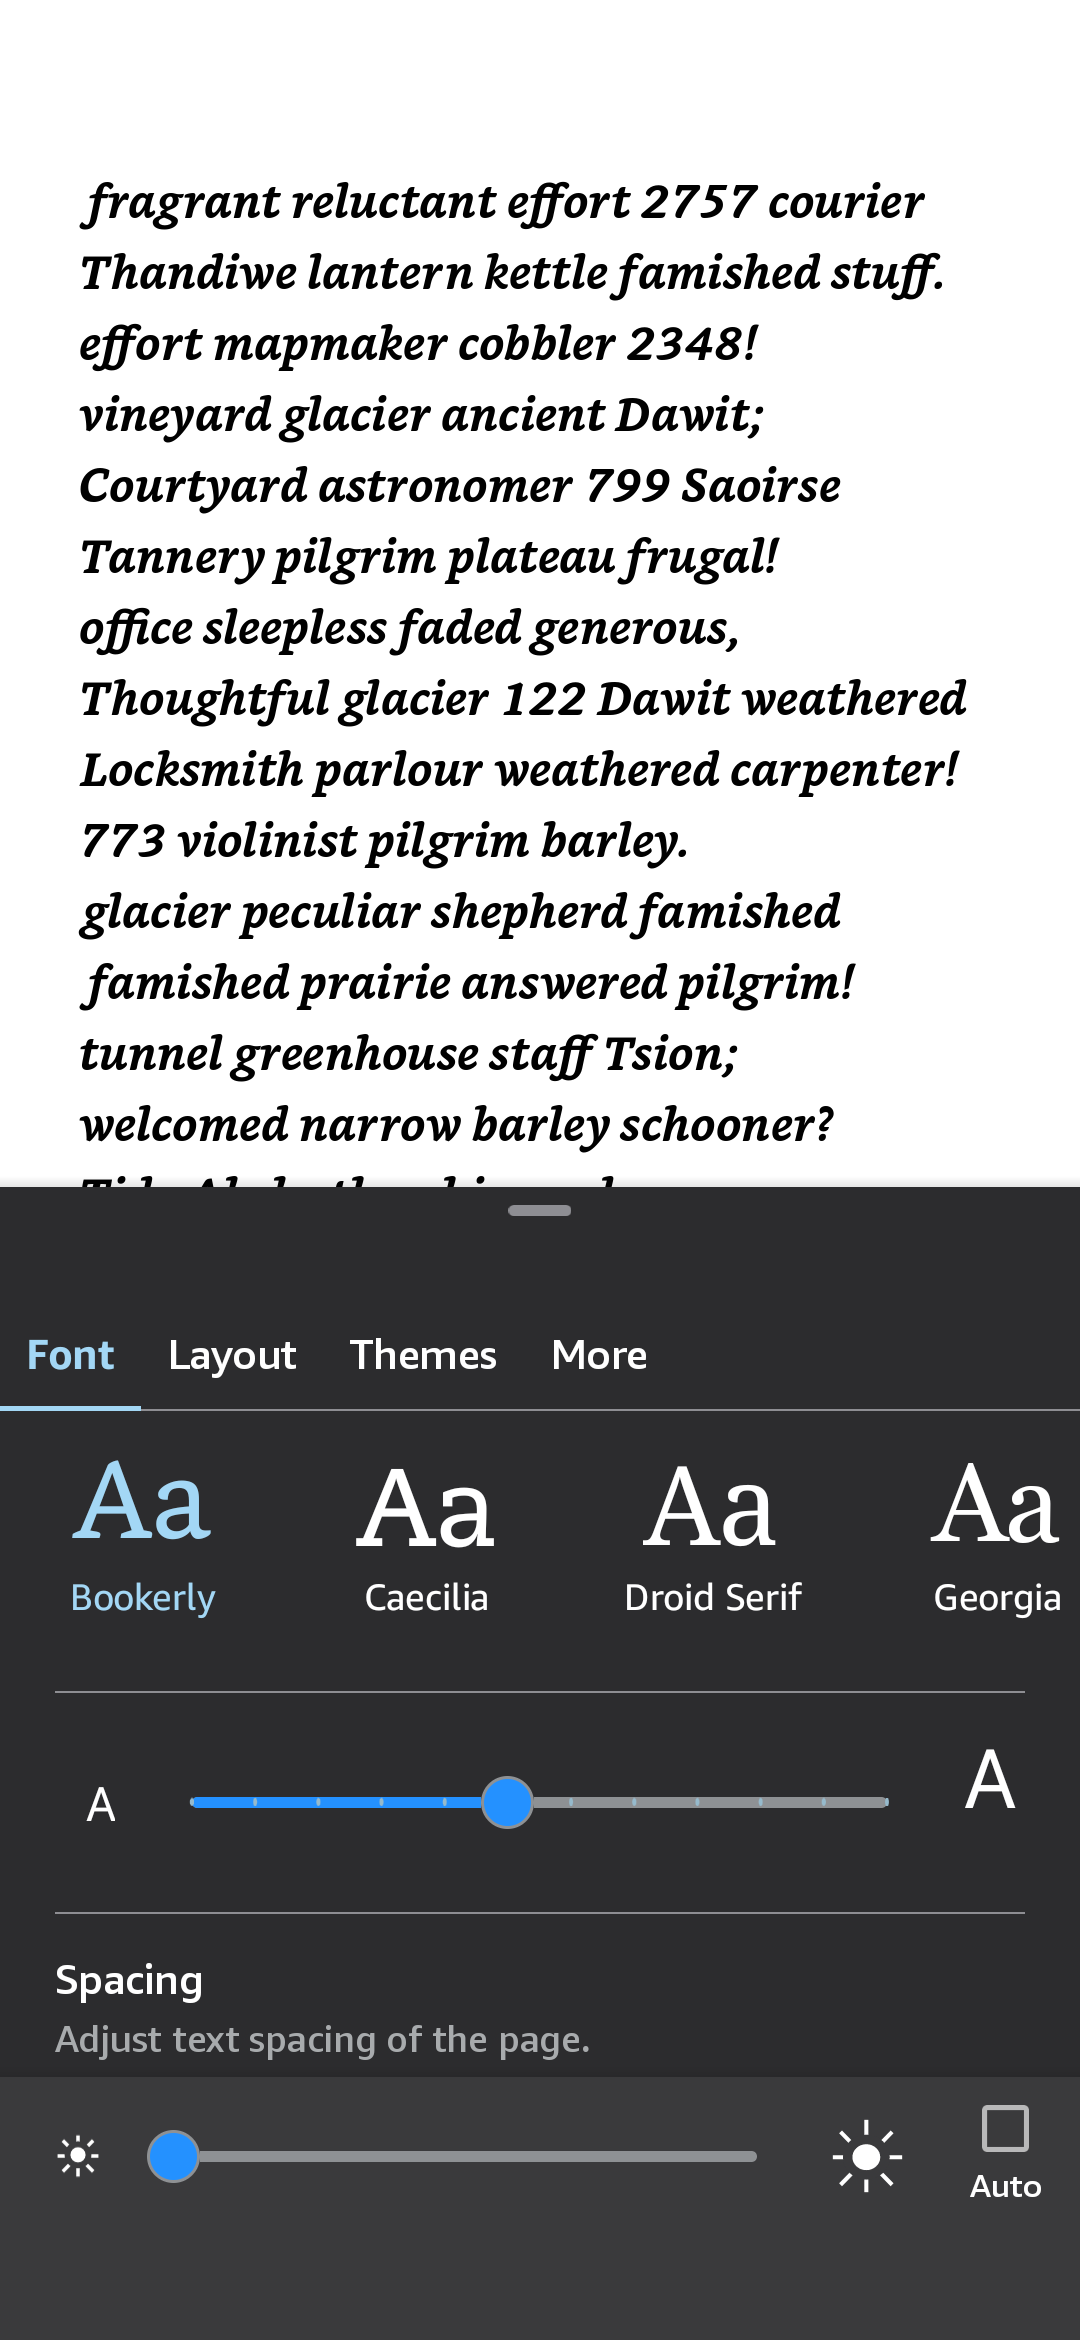 fragrant reluctant effort 2757 courier
Thandiwe lantern kettle famished stuff.
effort mapmaker cobbler 2348!
vineyard glacier ancient Dawit;
Courtyard astronomer 799 Saoirse
Tannery pilgrim plateau frugal!
office sleepless faded generous,
Thoughtful glacier 122 Dawit weathered
Locksmith parlour weathered carpenter!
773 violinist pilgrim barley.
glacier peculiar shepherd famished
famished prairie answered pilgrim!
tunnel greenhouse staff Tsion;
welcomed narrow barley schooner?
Font Layout Themes More
Aa Aa Aa Aa
Bookerly Caecilia Droid Serif Georgia
A A
Spacing
Adjust text spacing of the page.
Auto